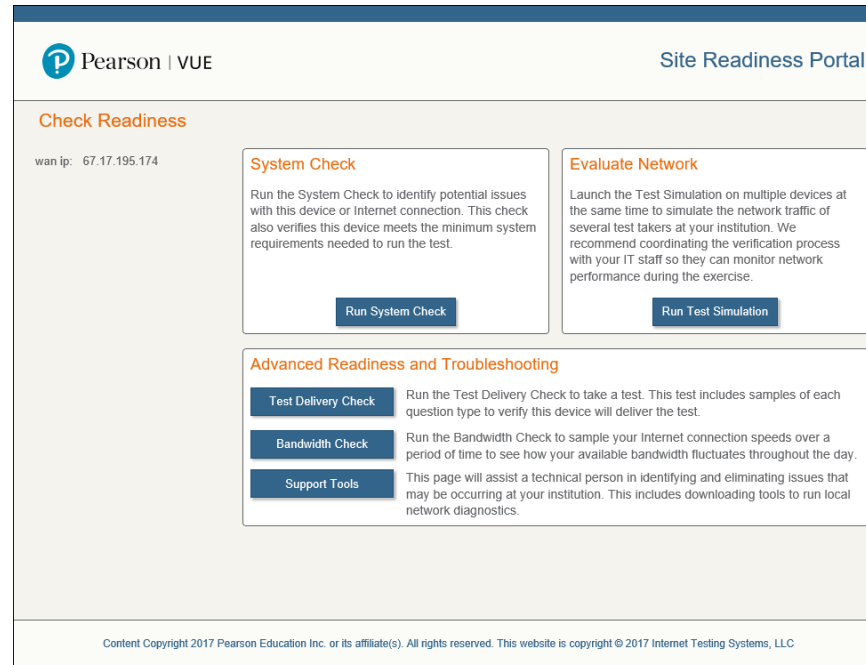 Pearson | VUE
Site Readiness Portal
Check Readiness
wan ip: 67.17.195.174
System Check
Run the System Check to identify potential issues
with this device or Internet connection. This check
also verifies this device meets the minimum system
requirements needed to run the test.
Run System Check
Evaluate Network
Launch the Test Simulation on multiple devices at
the same time to simulate the network traffic of
several test takers at your institution. We
recommend coordinating the verification process
with your IT staff so they can monitor network
performance during the exercise.
Run Test Simulation
Advanced Readiness and Troubleshooting
Test Delivery Check
Run the Test Delivery Check to take a test. This test includes samples of each
question type to verify this device will deliver the test.
Bandwidth Check
Run the Bandwidth Check to sample your Internet connection speeds over a
period of time to see how your available bandwidth fluctuates throughout the day.
Support Tools
This page will assist a technical person in identifying and eliminating issues that
may be occurring at your institution. This includes downloading tools to run local
network diagnostics.
Content Copyright 2017 Pearson Education Inc. or its affiliate(s). All rights reserved. This website is copyright © 2017 Internet Testing Systems, LLC